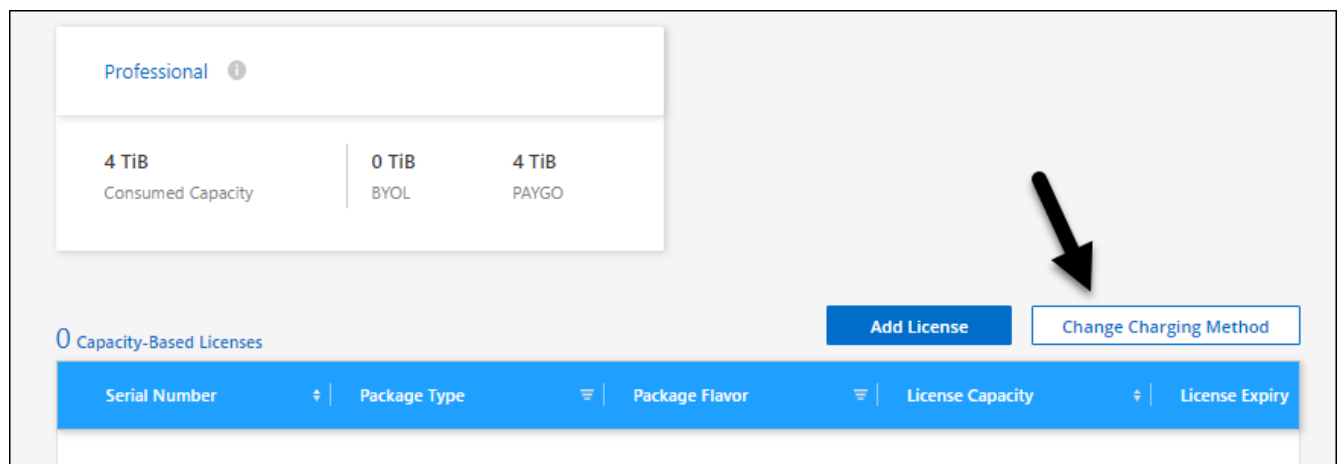 Professional
4 TiB 0 TiB 4 TiB
Consumed Capacity BYOL PAYGO
Add License Change Charging Method
0 Capacity-Based Licenses
Serial Number Package Type Package Flavor License Capacity License Expiry